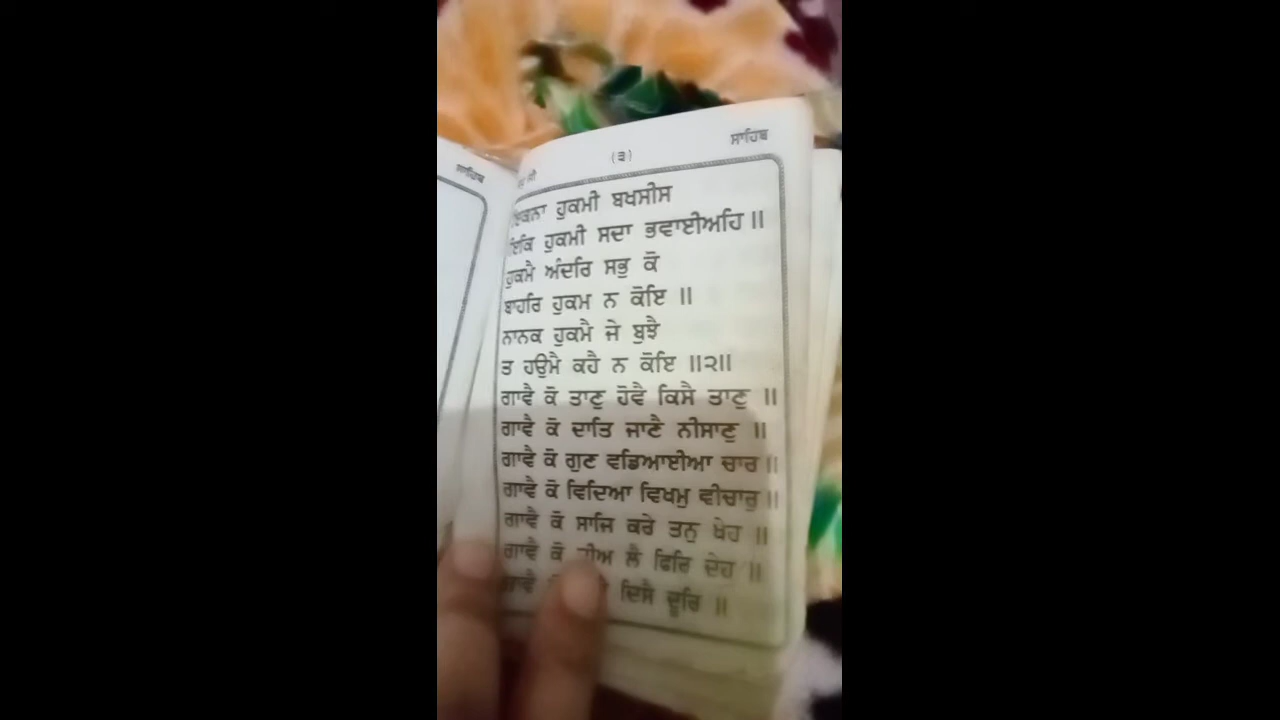 ਸਾਹਿਬ
(੩)
ਸਾਹਿਬ
ਇਕਨਾ ਹੁਕਮੀ ਬਖਸੀਸ
ਇਕਿ ਹੁਕਮੀ ਸਦਾ ਭਵਾਈਅਹਿ ॥
ਹੁਕਮੈ ਅੰਦਰਿ ਸਭੁ ਕੋ
ਬਾਹਰਿ ਹੁਕਮ ਨ ਕੋਇ ॥
ਨਾਨਕ ਹੁਕਮੈ ਜੇ ਬੁਝੈ
ਤ ਹਉਮੈ ਕਹੈ ਨ ਕੋਇ ॥੨॥
ਗਾਵੈ ਕੋ ਤਾਣੁ ਹੋਵੈ ਕਿਸੈ ਤਾਣੁ ॥
ਗਾਵੈ ਕੋ ਦਾਤਿ ਜਾਣੈ ਨੀਸਾਣੁ ॥
ਗਾਵੈ ਕੋ ਗੁਣ ਵਡਿਆਈਆ ਚਾਰ ॥
ਗਾਵੈ ਕੋ ਵਿਦਿਆ ਵਿਖਮੁ ਵੀਚਾਰੁ ॥
ਗਾਵੈ ਕੋ ਸਾਜਿ ਕਰੇ ਤਨੁ ਖੇਹ ॥
ਗਾਵੈ ਕੋ ਲੈ ਫਿਰਿ ਦੇਹ ॥
ਦਿਸੈ ਦੂਰਿ ॥